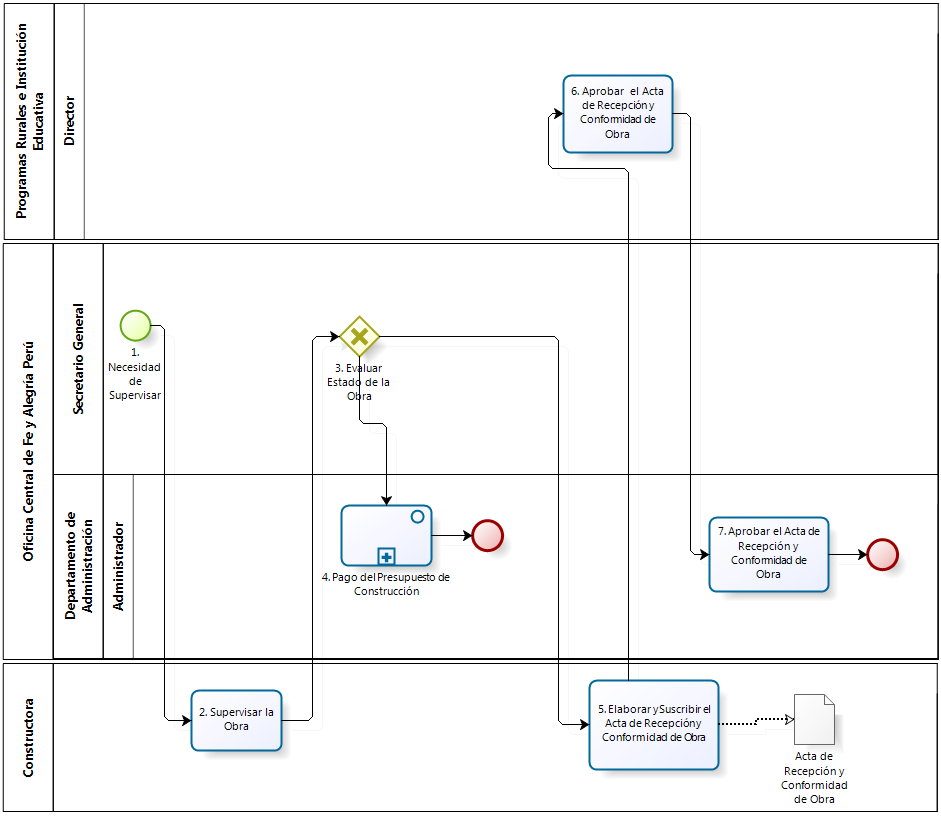 Programas Rurales e Institución
Educativa
Director
6. Aprobar el Acta
de Recepción y
Conformidad de
Obra
Oficina Central de Fe y Alegría Perú
Secretario General
1.
Necesidad
de
Supervisar
3. Evaluar
Estado de la
Obra
Departamento de
Administración
Administrador
4. Pago del Presupuesto de
Construcción
7. Aprobar el Acta de
Recepción y
Conformidad de
Obra
Constructora
2. Supervisar la
Obra
5. Elaborar y Suscribir el
Acta de Recepción y
Conformidad de Obra
Acta de
Recepción y
Conformidad
de Obra